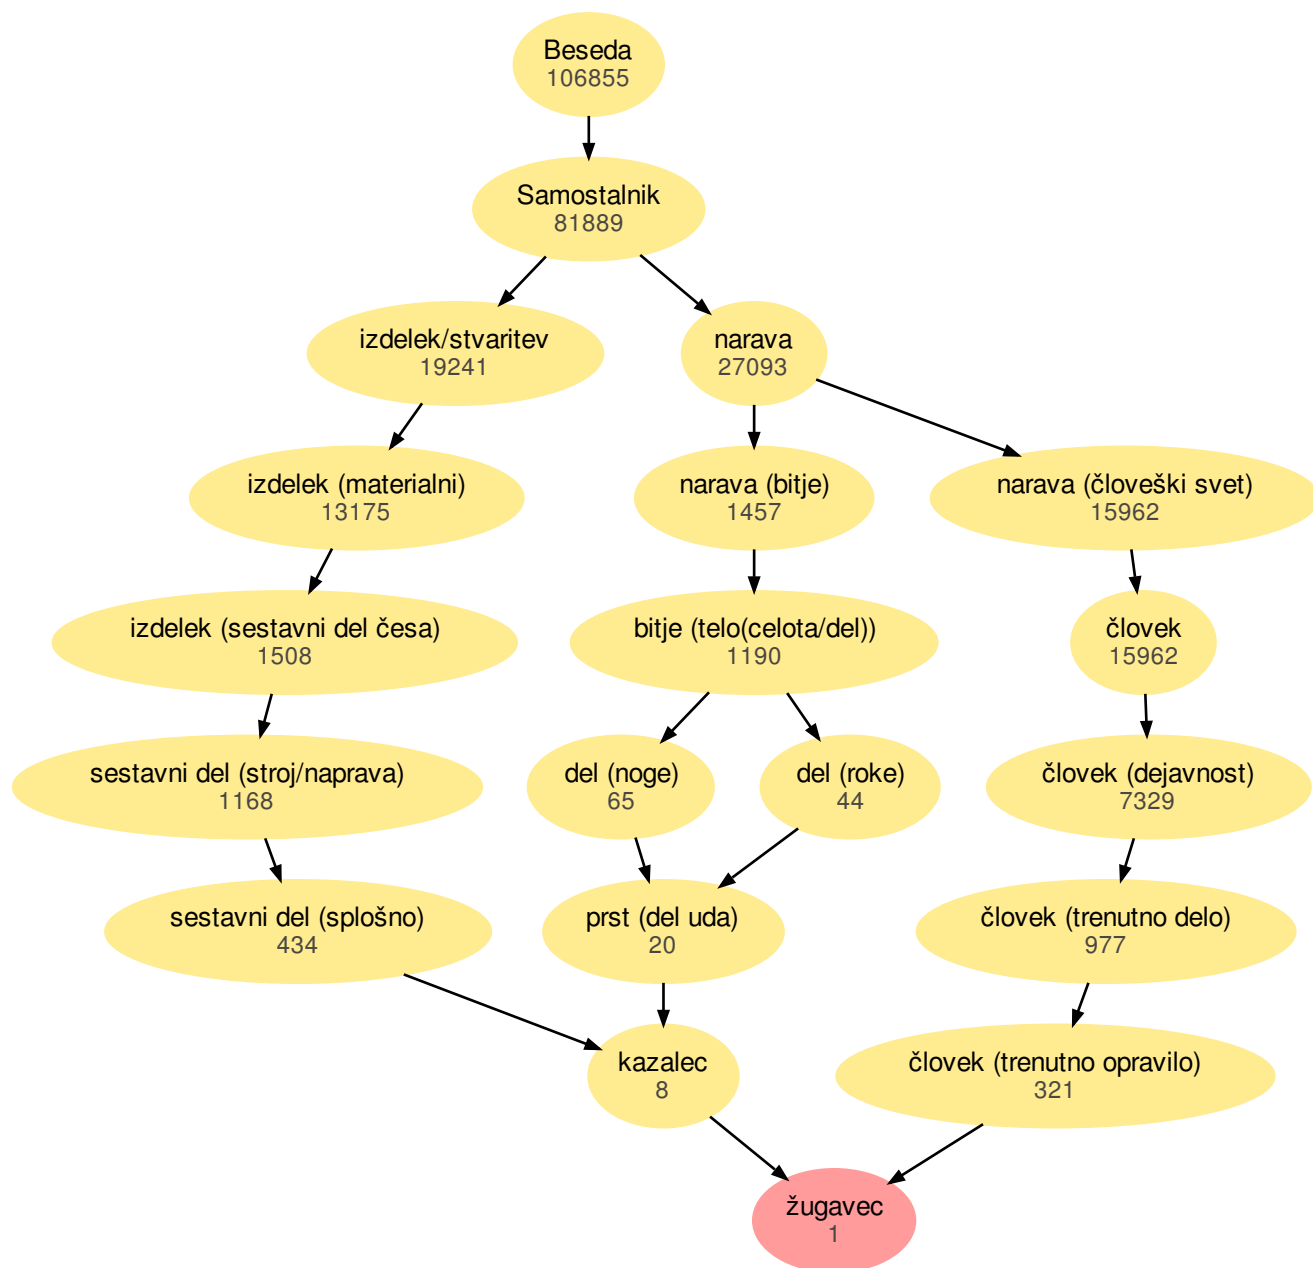 Beseda
106855
Samostalnik
81889
izdelek/stvaritev
19241
narava
27093
izdelek (materialni)
13175
narava (bitje)
1457
narava (človeški svet)
15962
izdelek (sestavni del česa)
1508
bitje (telo(celota/del))
1190
človek
15962
sestavni del (stroj/naprava)
1168
del (noge)
65
del (roke)
44
človek (dejavnost)
7329
sestavni del (splošno)
434
prst (del uda)
20
človek (trenutno delo)
977
kazalec
8
človek (trenutno opravilo)
321
žugavec
1